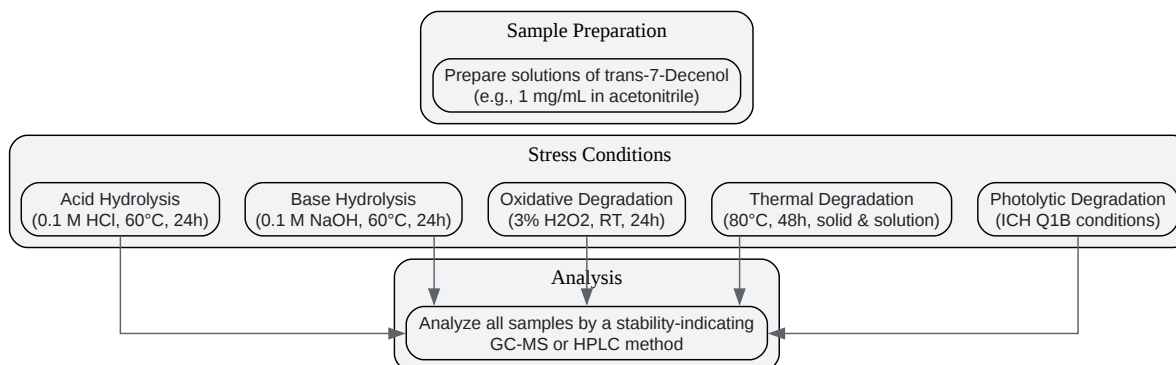 Sample Preparation
Prepare solutions of trans-7-Decenol
(e.g., 1 mg/mL in acetonitrile)
Stress Conditions
Acid Hydrolysis
(0.1 M HCl, 60°C, 24h)
Base Hydrolysis
(0.1 M NaOH, 60°C, 24h)
Oxidative Degradation
(3% H2O2, RT, 24h)
Thermal Degradation
(80°C, 48h, solid & solution)
Photolytic Degradation
(ICH Q1B conditions)
Analysis
Analyze all samples by a stability-indicating
GC-MS or HPLC method